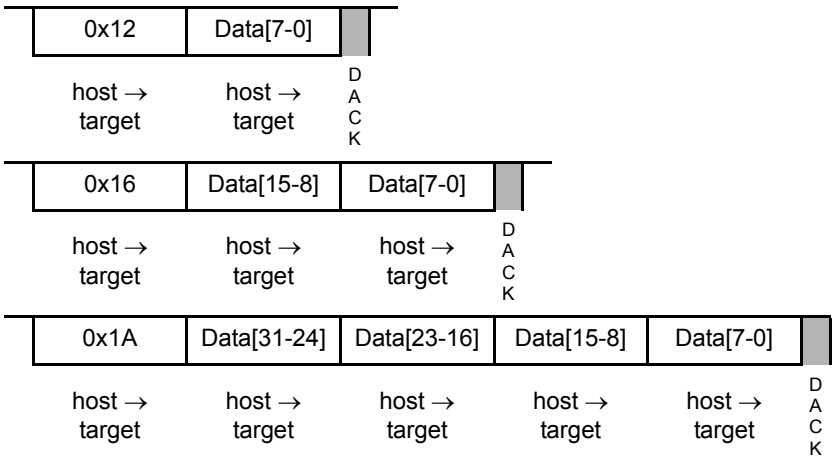 0x12 Data[7-0]
host → host →
target target
D
A
C
K
0x16 Data[15-8] Data[7-0]
host → host → host →
target target target
D
A
C
K
0x1A Data[31-24] Data[23-16] Data[15-8] Data[7-0]
host → host → host → host → host →
target target target target target
D
A
C
K